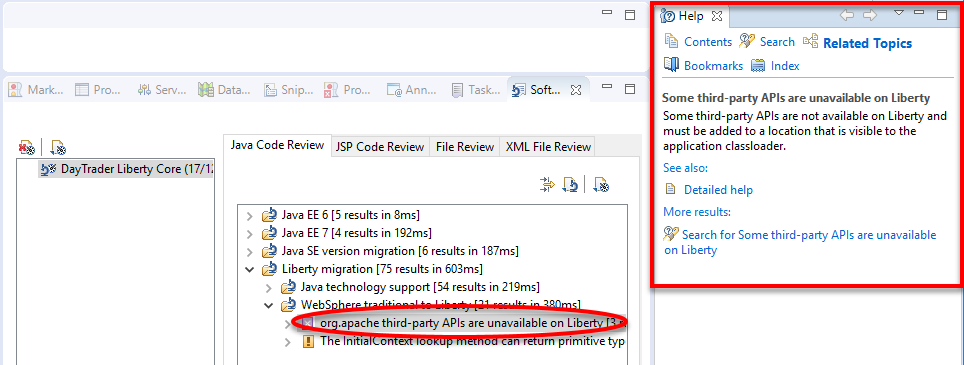 Mark...
Pro...
Serv...
Data...
Snip...
Pro...
Ann...
Task...
Soft...
DayTrader Liberty Core (17/12
Java Code Review
JSP Code Review
File Review
XML File Review
Java EE 6 [5 results in 8ms]
Java EE 7 [4 results in 192ms]
Java SE version migration [6 results in 187ms]
Liberty migration [75 results in 603ms]
Java technology support [54 results in 219ms]
WebSphere traditional to Liberty [21 results in 380ms]
org.apache third-party APIs are unavailable on Liberty [3 r
The InitialContext lookup method can return primitive typ
Help
Contents
Search
Related Topics
Bookmarks
Index
Some third-party APIs are unavailable on Liberty
Some third-party APIs are not available on Liberty and
must be added to a location that is visible to the
application classloader.
See also:
Detailed help
More results:
Search for Some third-party APIs are unavailable
on Liberty